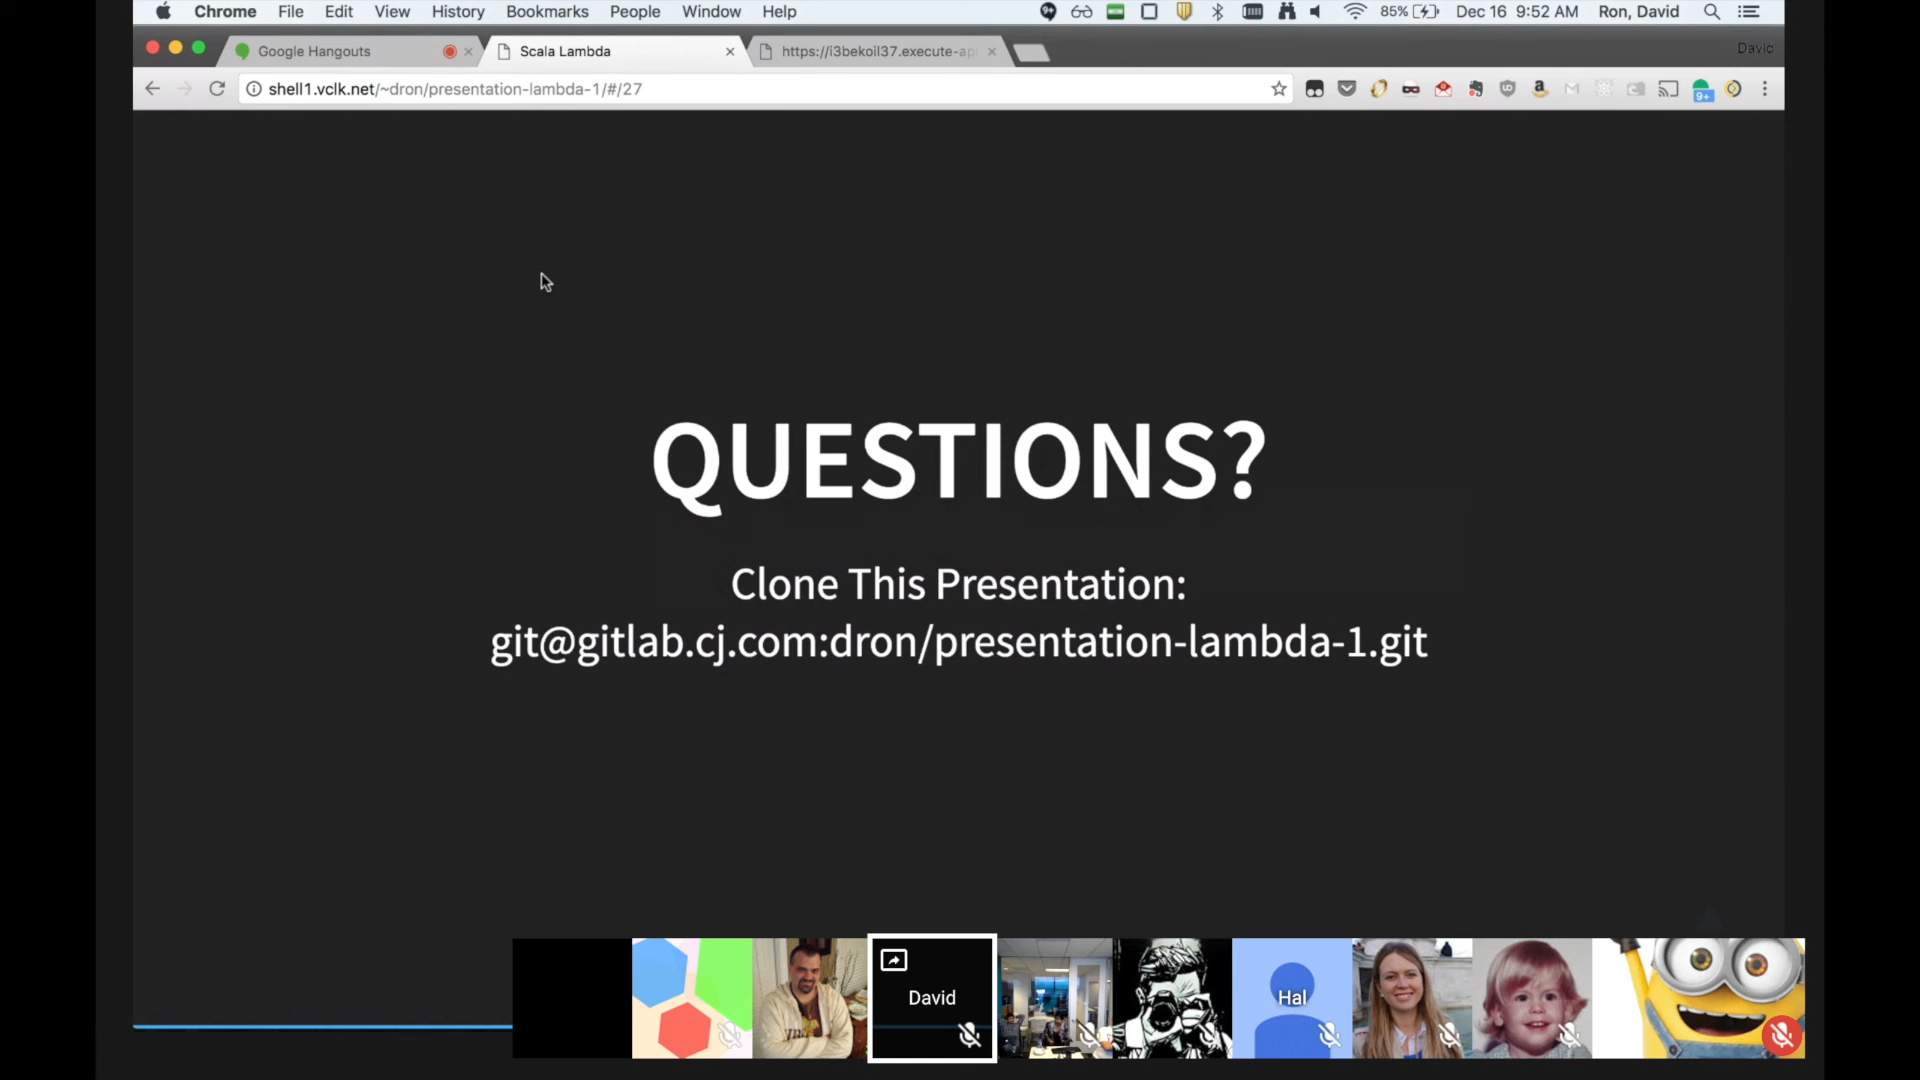 Chrome File Edit View History Bookmarks People Window Help 85% Dec 16 9:52 AM Ron, David
Google Hangouts Scala Lambda https://i3bekoil37.execute-ap David
shell1.vclk.net/~dron/presentation-lambda-1/#/27
9+
QUESTIONS?
Clone This Presentation:
git@gitlab.cj.com:dron/presentation-lambda-1.git
David
Hal